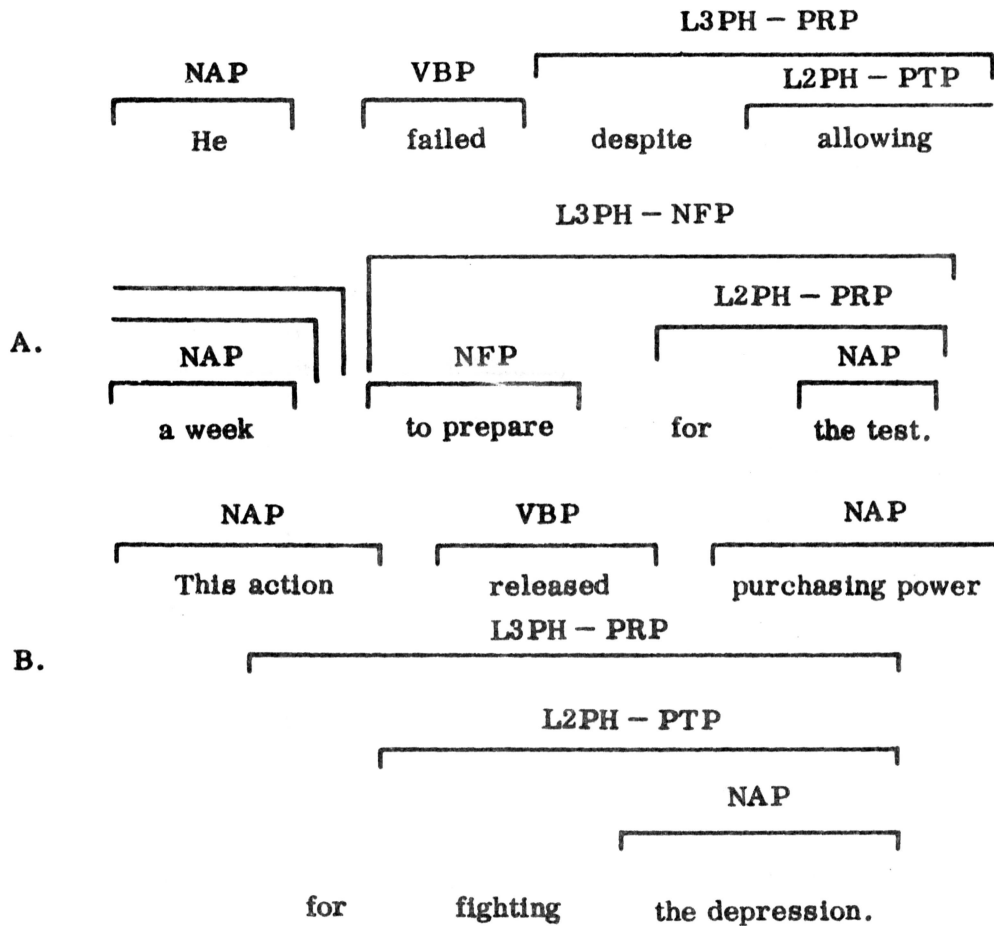 L3PH – PRP
NAP VBP L2PH – PTP
He failed despite allowing
L3PH – NFP
L2PH – PRP
A.
NAP NFP NAP
a week to prepare for the test.
NAP VBP NAP
This action released purchasing power
L3PH – PRP
B.
L2PH – PTP
NAP
for fighting the depression.